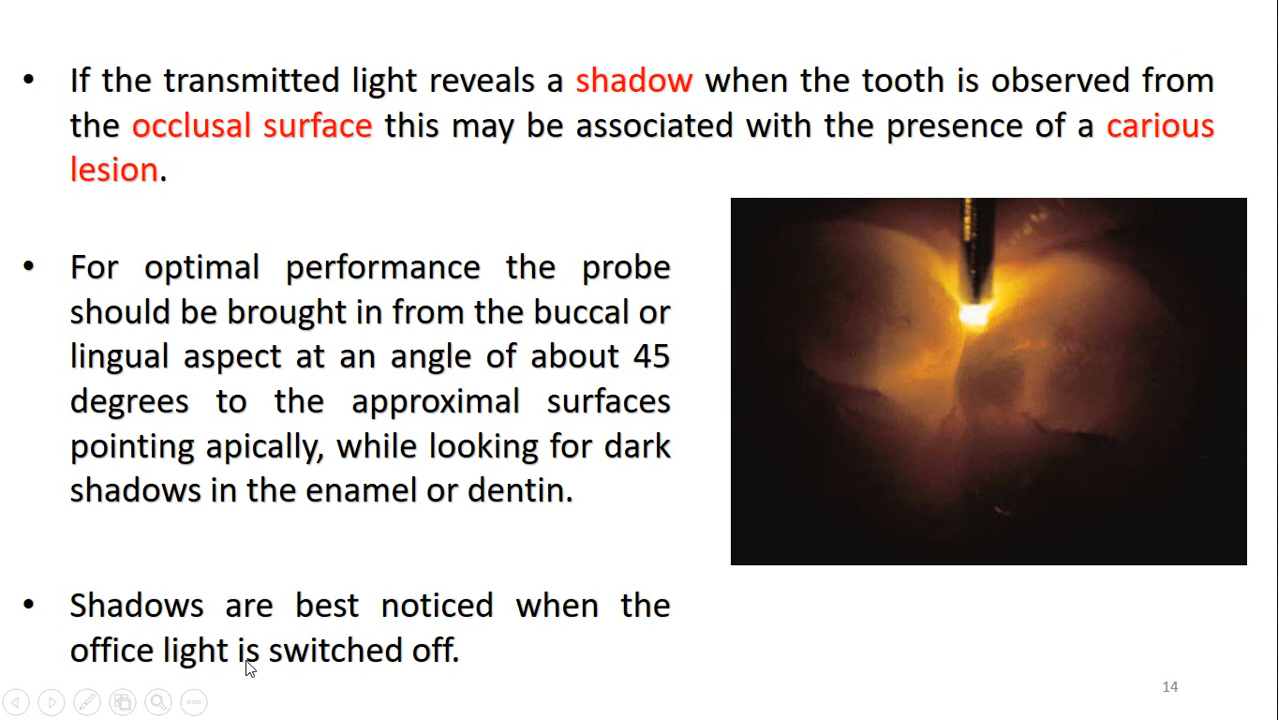 • If the transmitted light reveals a shadow when the tooth is observed from
the occlusal surface this may be associated with the presence of a carious
lesion.
• For optimal performance the probe
should be brought in from the buccal or
lingual aspect at an angle of about 45
degrees to the approximal surfaces
pointing apically, while looking for dark
shadows in the enamel or dentin.
• Shadows are best noticed when the
office light is switched off.
14